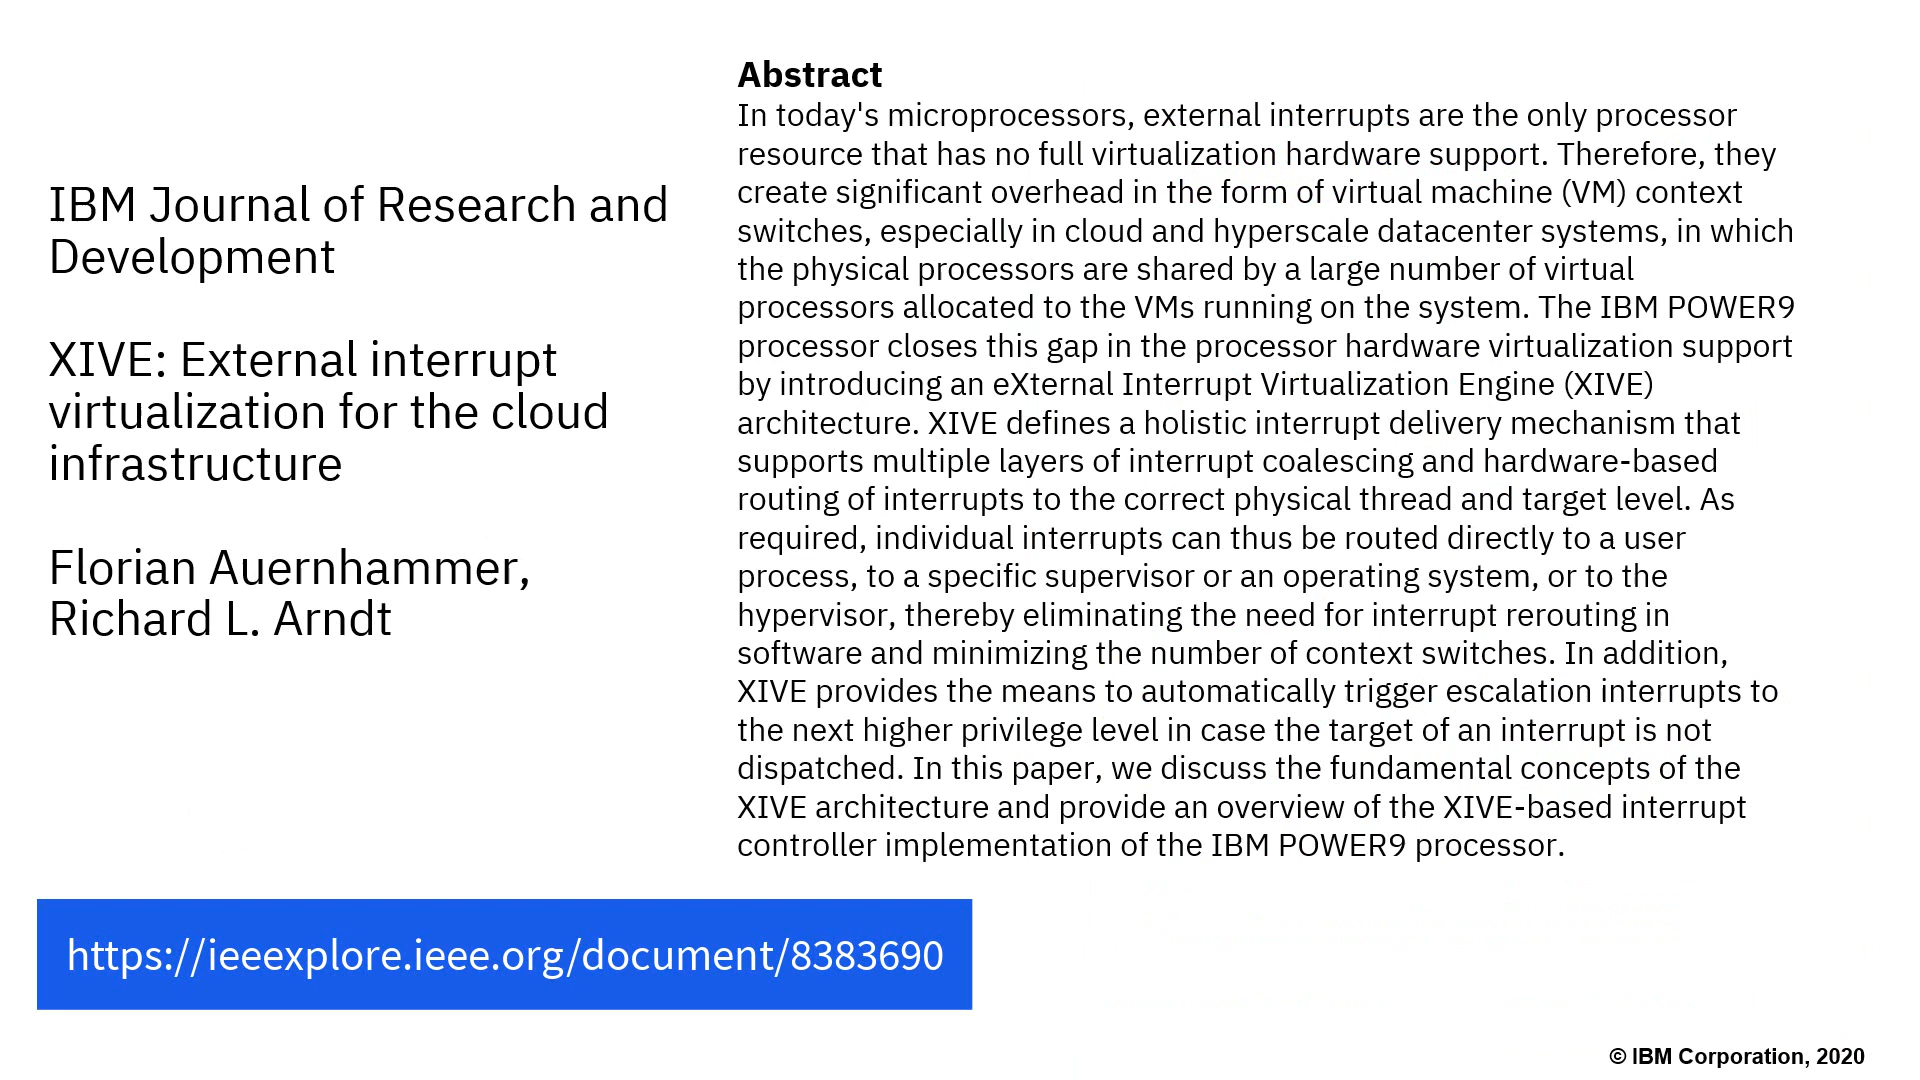 IBM Journal of Research and
Development
XIVE: External interrupt
virtualization for the cloud
infrastructure
Florian Auernhammer,
Richard L. Arndt
Abstract
In today's microprocessors, external interrupts are the only processor
resource that has no full virtualization hardware support. Therefore, they
create significant overhead in the form of virtual machine (VM) context
switches, especially in cloud and hyperscale datacenter systems, in which
the physical processors are shared by a large number of virtual
processors allocated to the VMs running on the system. The IBM POWER9
processor closes this gap in the processor hardware virtualization support
by introducing an eXternal Interrupt Virtualization Engine (XIVE)
architecture. XIVE defines a holistic interrupt delivery mechanism that
supports multiple layers of interrupt coalescing and hardware-based
routing of interrupts to the correct physical thread and target level. As
required, individual interrupts can thus be routed directly to a user
process, to a specific supervisor or an operating system, or to the
hypervisor, thereby eliminating the need for interrupt rerouting in
software and minimizing the number of context switches. In addition,
XIVE provides the means to automatically trigger escalation interrupts to
the next higher privilege level in case the target of an interrupt is not
dispatched. In this paper, we discuss the fundamental concepts of the
XIVE architecture and provide an overview of the XIVE-based interrupt
controller implementation of the IBM POWER9 processor.
https://ieeexplore.ieee.org/document/8383690
© IBM Corporation, 2020